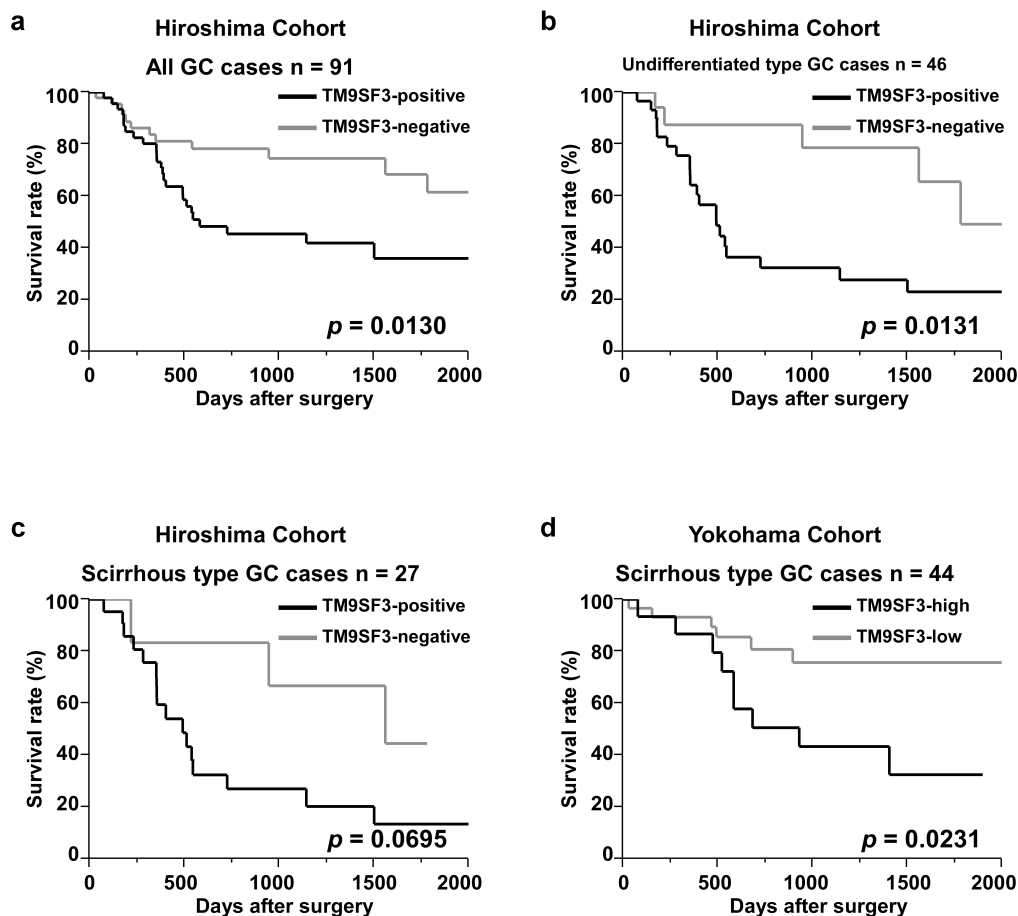 a
Hiroshima Cohort
All GC cases n = 91
TM9SF3-positive
TM9SF3-negative
Survival rate (%)
100
80
60
40
20
0
p = 0.0130
0 500 1000 1500 2000
Days after surgery
b
Hiroshima Cohort
Undifferentiated type GC cases n = 46
TM9SF3-positive
TM9SF3-negative
Survival rate (%)
100
80
60
40
20
0
p = 0.0131
0 500 1000 1500 2000
Days after surgery
c
Hiroshima Cohort
Scirrhous type GC cases n = 27
TM9SF3-positive
TM9SF3-negative
Survival rate (%)
100
80
60
40
20
0
p = 0.0695
0 500 1000 1500 2000
Days after surgery
d
Yokohama Cohort
Scirrhous type GC cases n = 44
TM9SF3-high
TM9SF3-low
Survival rate (%)
100
80
60
40
20
0
p = 0.0231
0 500 1000 1500 2000
Days after surgery